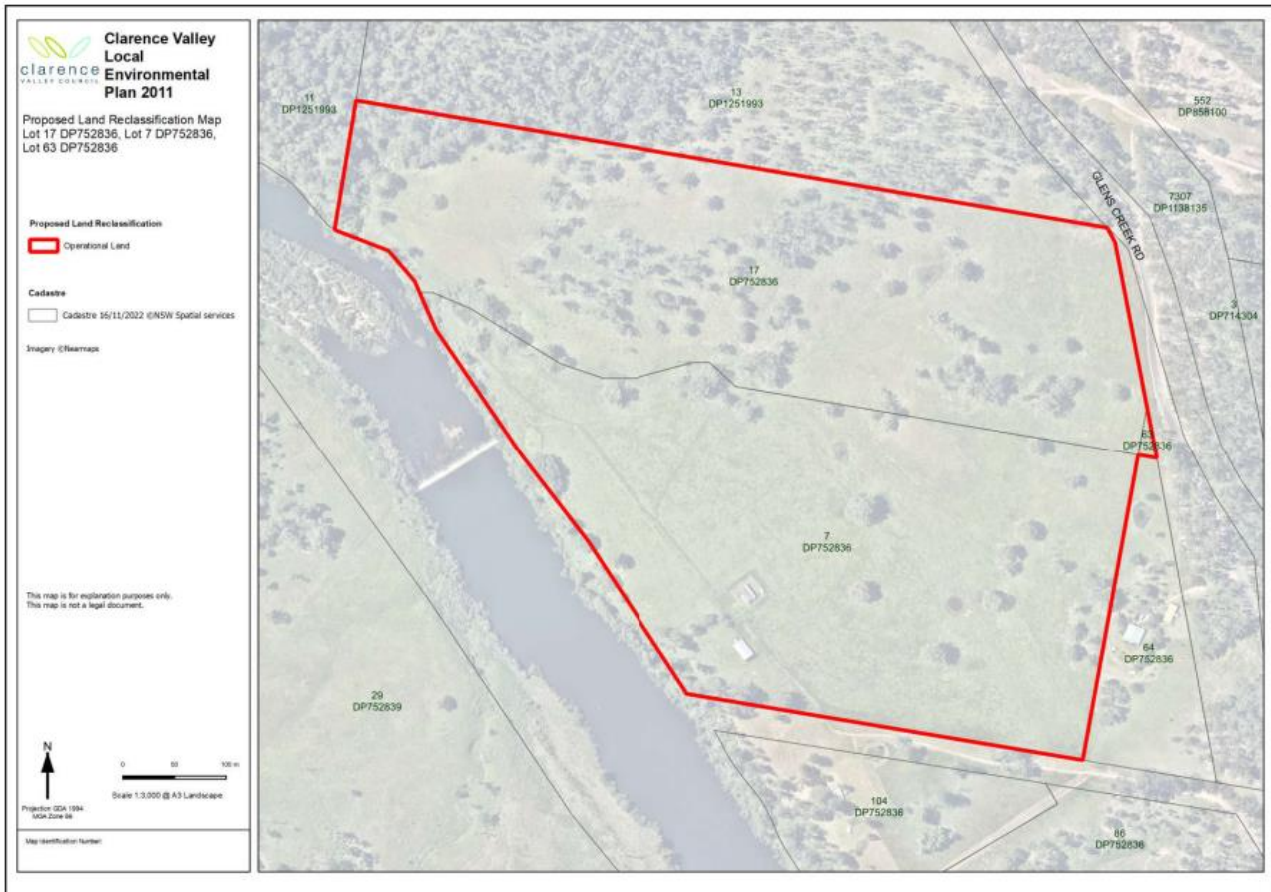 clarence
VALLEY COUNCIL
Clarence Valley
Local
Environmental
Plan 2011
Proposed Land Reclassification Map
Lot 17 DP752836, Lot 7 DP752836,
Lot 63 DP752836
Proposed Land Reclassification
Operational Land
Cadastre
Cadastre 16/11/2022 ©NSW Spatial services
Imagery ©Nearmaps
This map is for explanation purposes only.
This map is not a legal document.
N
0 50 100 m
Scale 1:3,000 @ A3 Landscape
Projection GDA 1994
MGA Zone 56
Map Identification Number:
11
DP1251993
13
DP1251993
552
DP858100
GLENS CREEK RD
7307
DP1138135
17
DP752836
3
DP714304
63
DP752836
7
DP752836
64
DP752836
29
DP752839
104
DP752836
86
DP752836